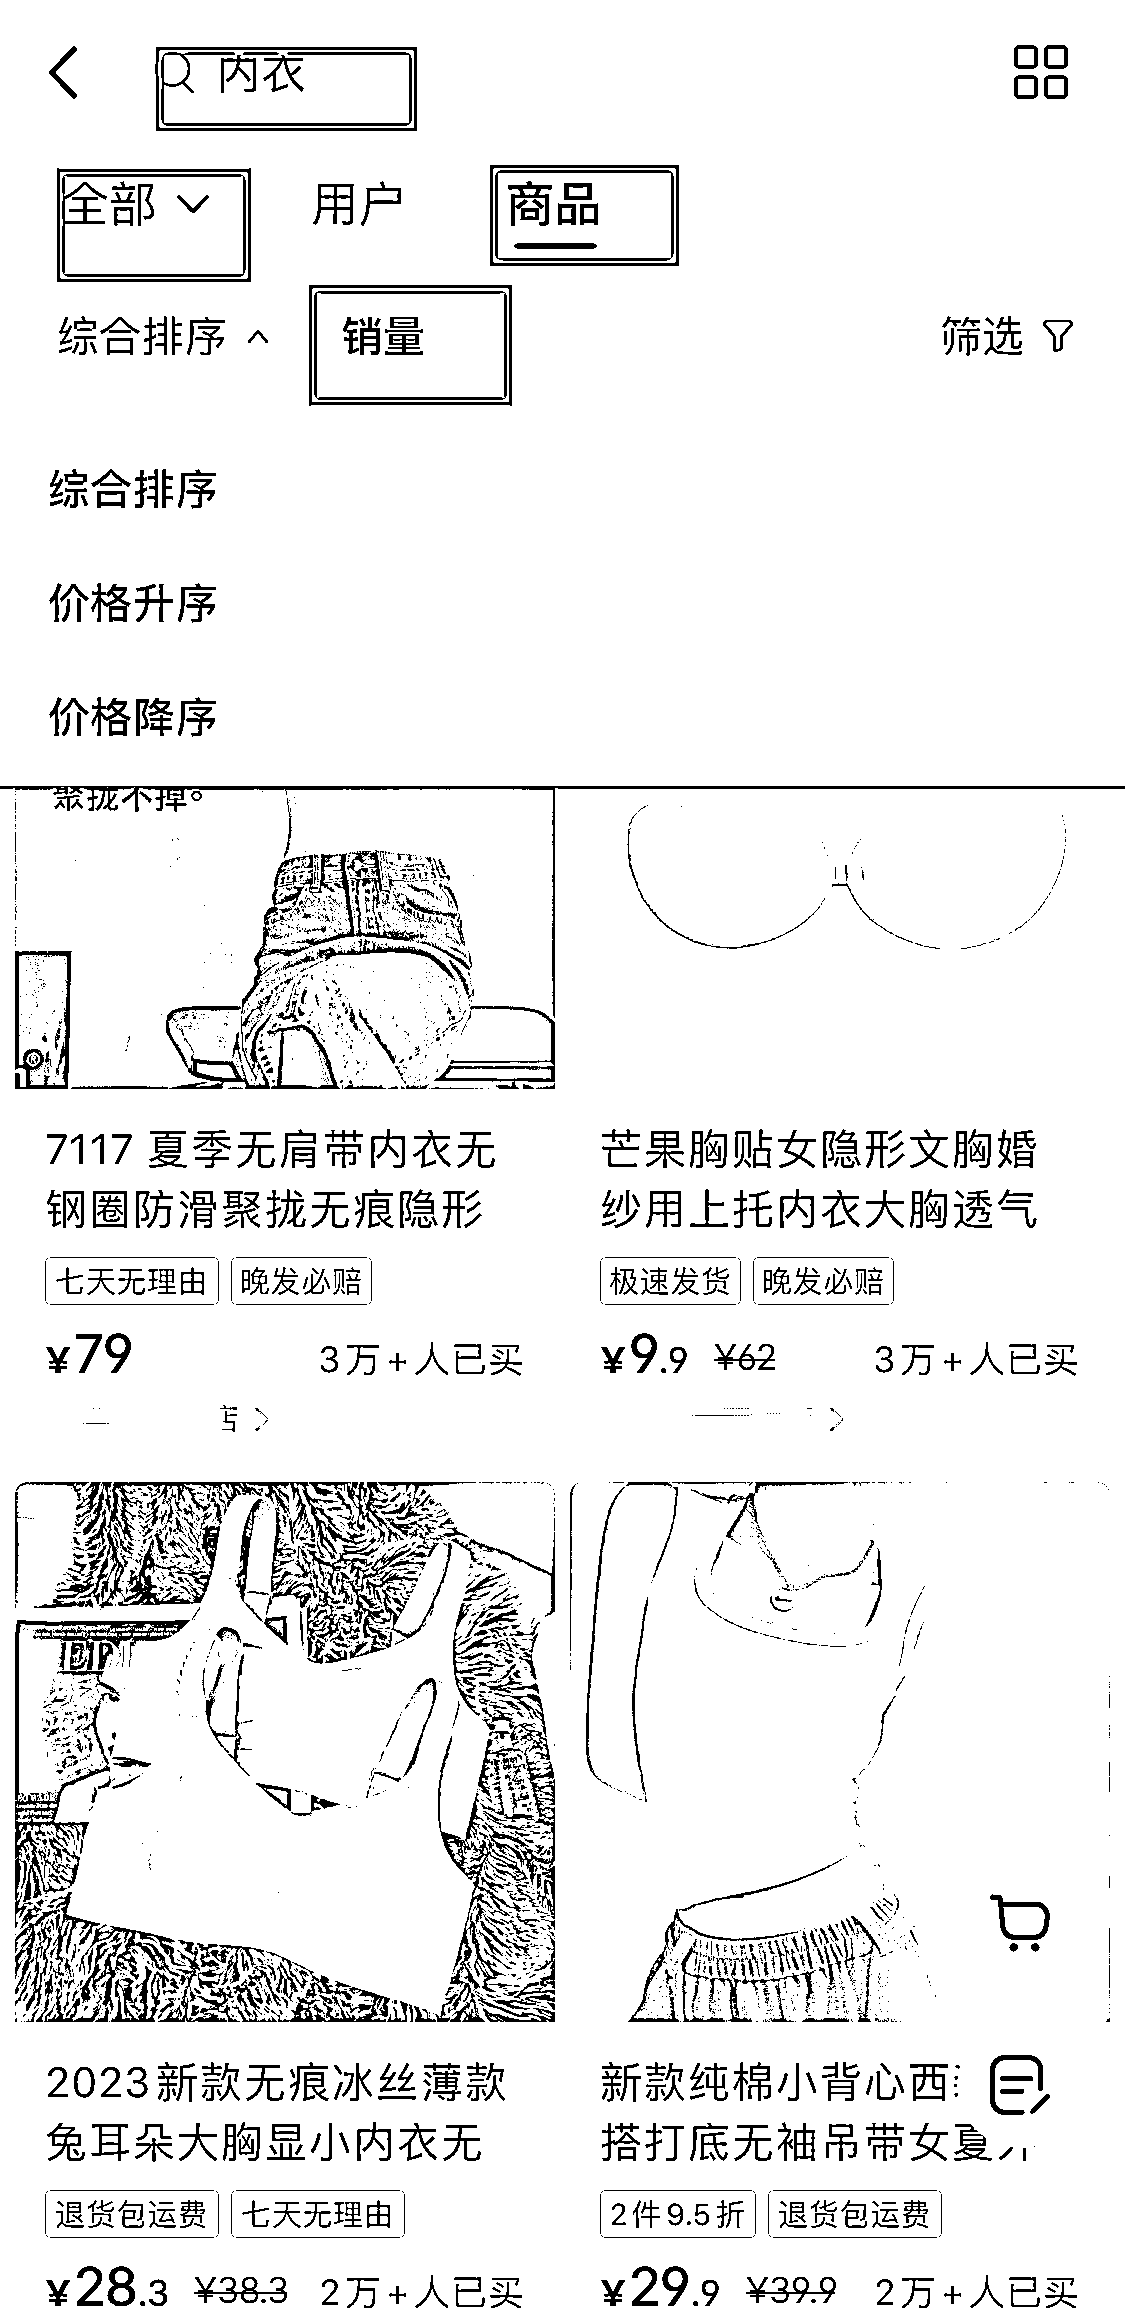 内衣
全部 用户 商品
综合排序 销量 筛选
综合排序
价格升序
价格降序
聚拢不掉。
7117 夏季无肩带内衣无
钢圈防滑聚拢无痕隐形
七天无理由 晚发必赔
¥79 3万+人已买
芒果胸贴女隐形文胸婚
纱用上托内衣大胸透气
极速发货 晚发必赔
¥9.9 ¥62 3万+人已买
2023新款无痕冰丝薄款
兔耳朵大胸显小内衣无
退货包运费 七天无理由
¥28.3 ¥38.3 2万+人已买
新款纯棉小背心西
搭打底无袖吊带女夏
2件9.5折 退货包运费
¥29.9 ¥39.9 2万+人已买